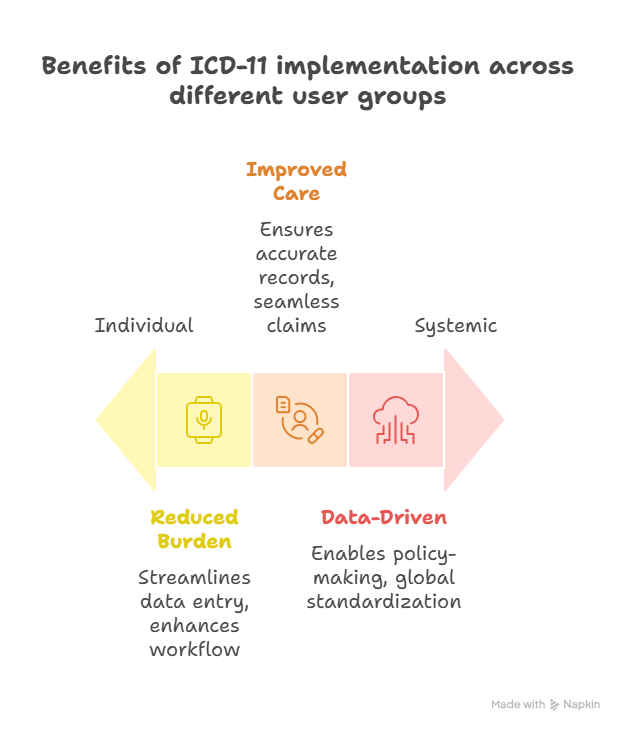 Benefits of ICD-11 implementation across
different user groups
Improved
Care
Ensures
accurate
records,
seamless
claims
Individual
Systemic
Reduced
Burden
Streamlines
data entry,
enhances
workflow
Data-Driven
Enables policy-
making, global
standardization
Made with Napkin